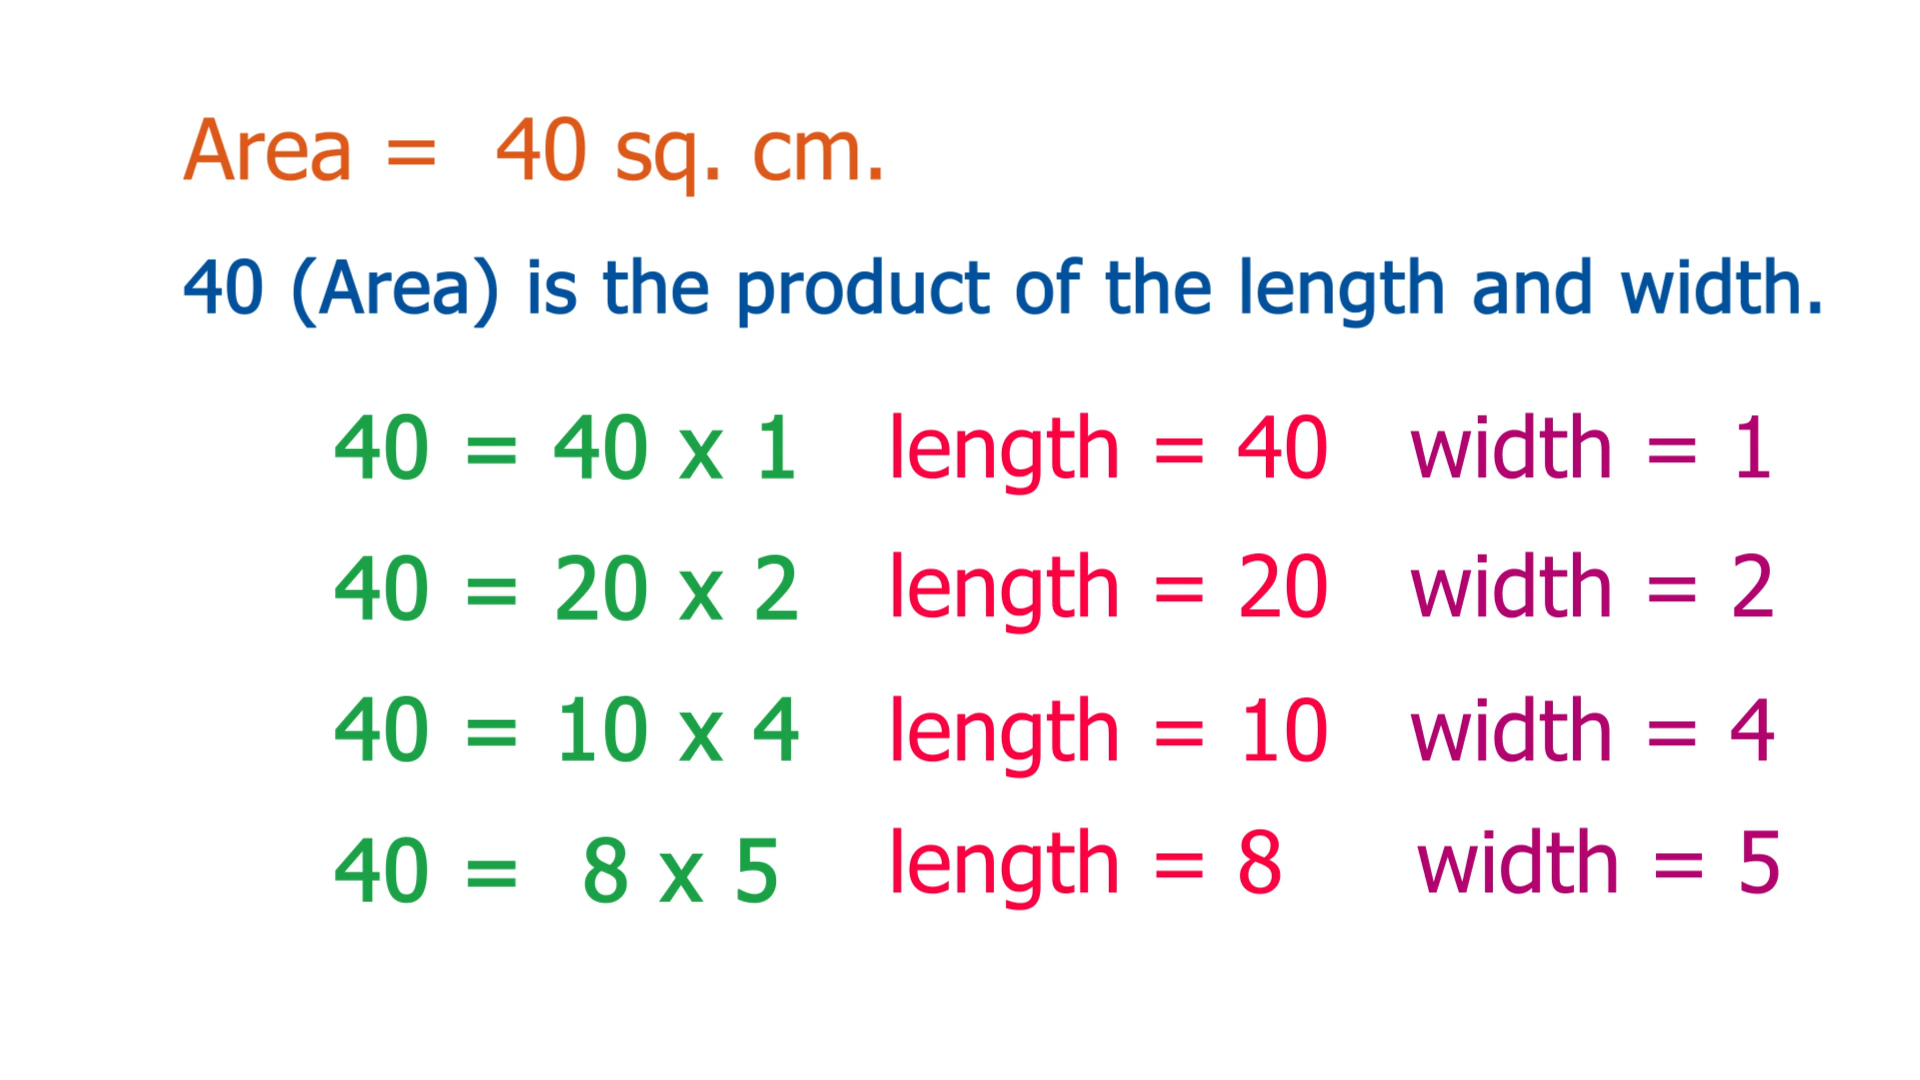 Area = 40 sq. cm.
40 (Area) is the product of the length and width.
40 = 40 x 1 length = 40 width = 1
40 = 20 x 2 length = 20 width = 2
40 = 10 x 4 length = 10 width = 4
40 = 8 x 5 length = 8 width = 5